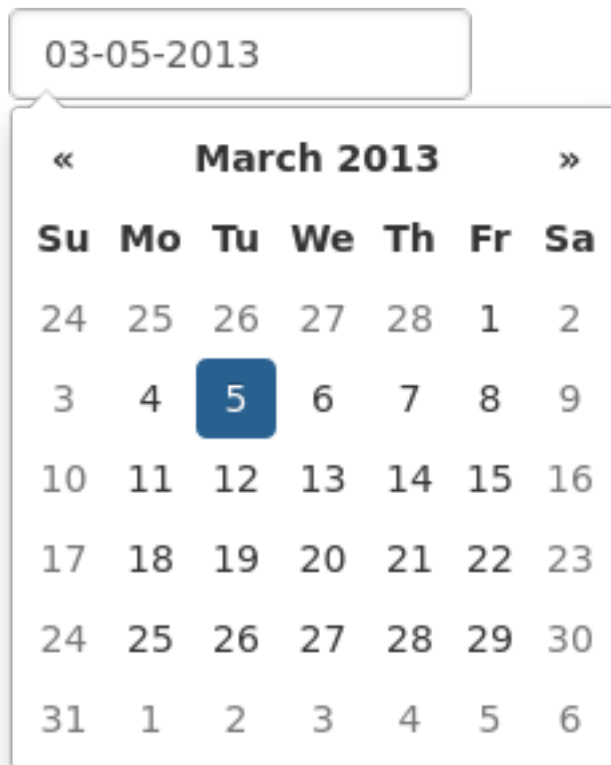 03-05-2013
« March 2013 »
Su Mo Tu We Th Fr Sa
24 25 26 27 28 1 2
3 4 5 6 7 8 9
10 11 12 13 14 15 16
17 18 19 20 21 22 23
24 25 26 27 28 29 30
31 1 2 3 4 5 6